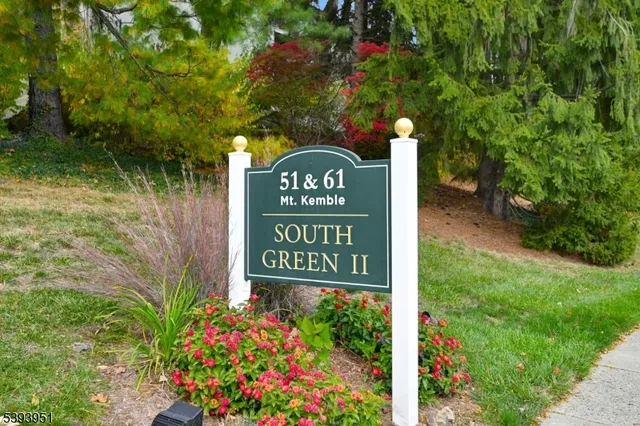 51 & 61
Mt. Kemble
SOUTH
GREEN II
5393951